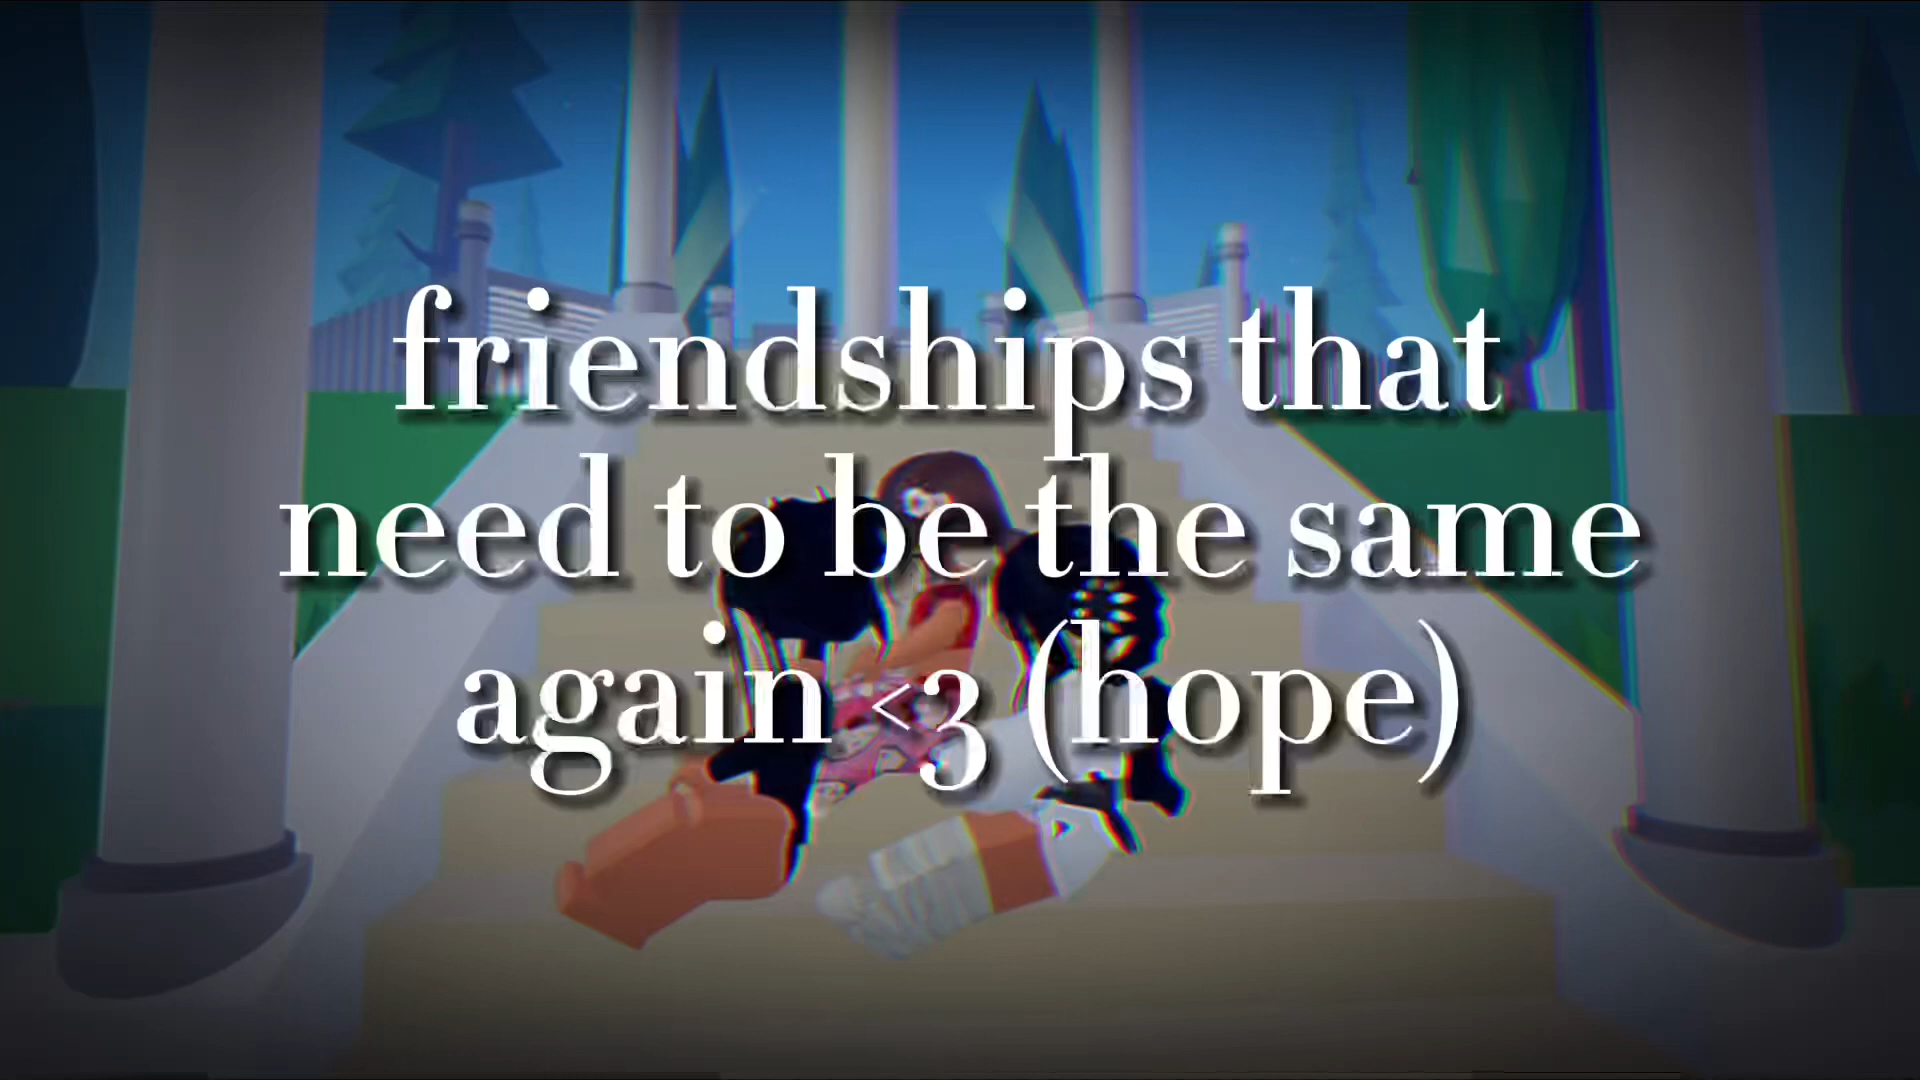 friendships that
need to be the same
again <3 (hope)